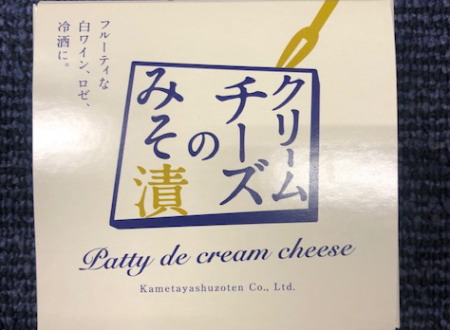 フルーティな
白ワイン、ロゼ、
冷酒に。
クリーム
チーズ
の
みそ漬
Patty de cream cheese
Kametayashuzoten Co., Ltd.